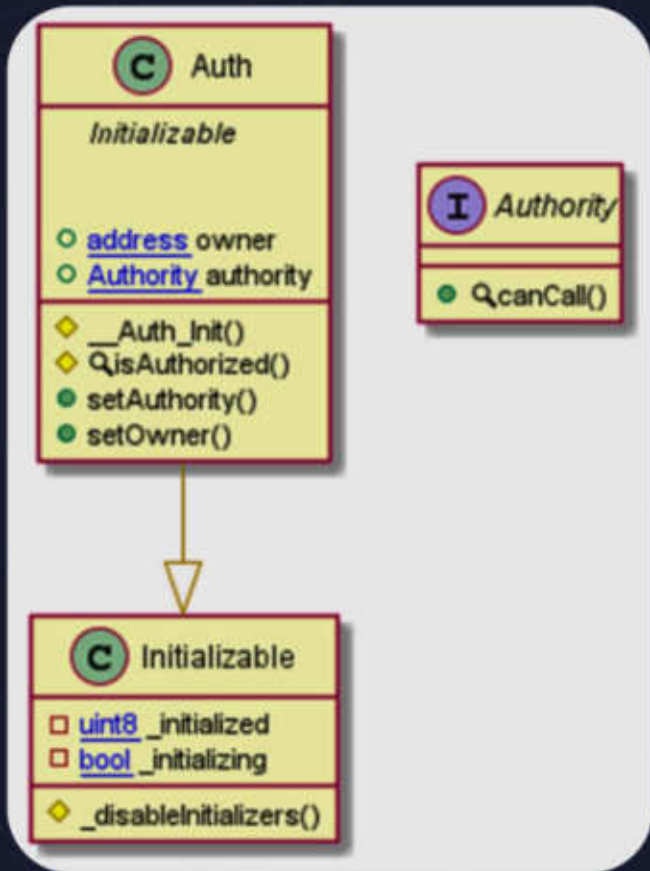 C Auth
Initializable
address owner
Authority authority
__Auth_Init()
isAuthorized()
setAuthority()
setOwner()
I Authority
canCall()
C Initializable
uint8 _initialized
bool _initializing
_disableInitializers()